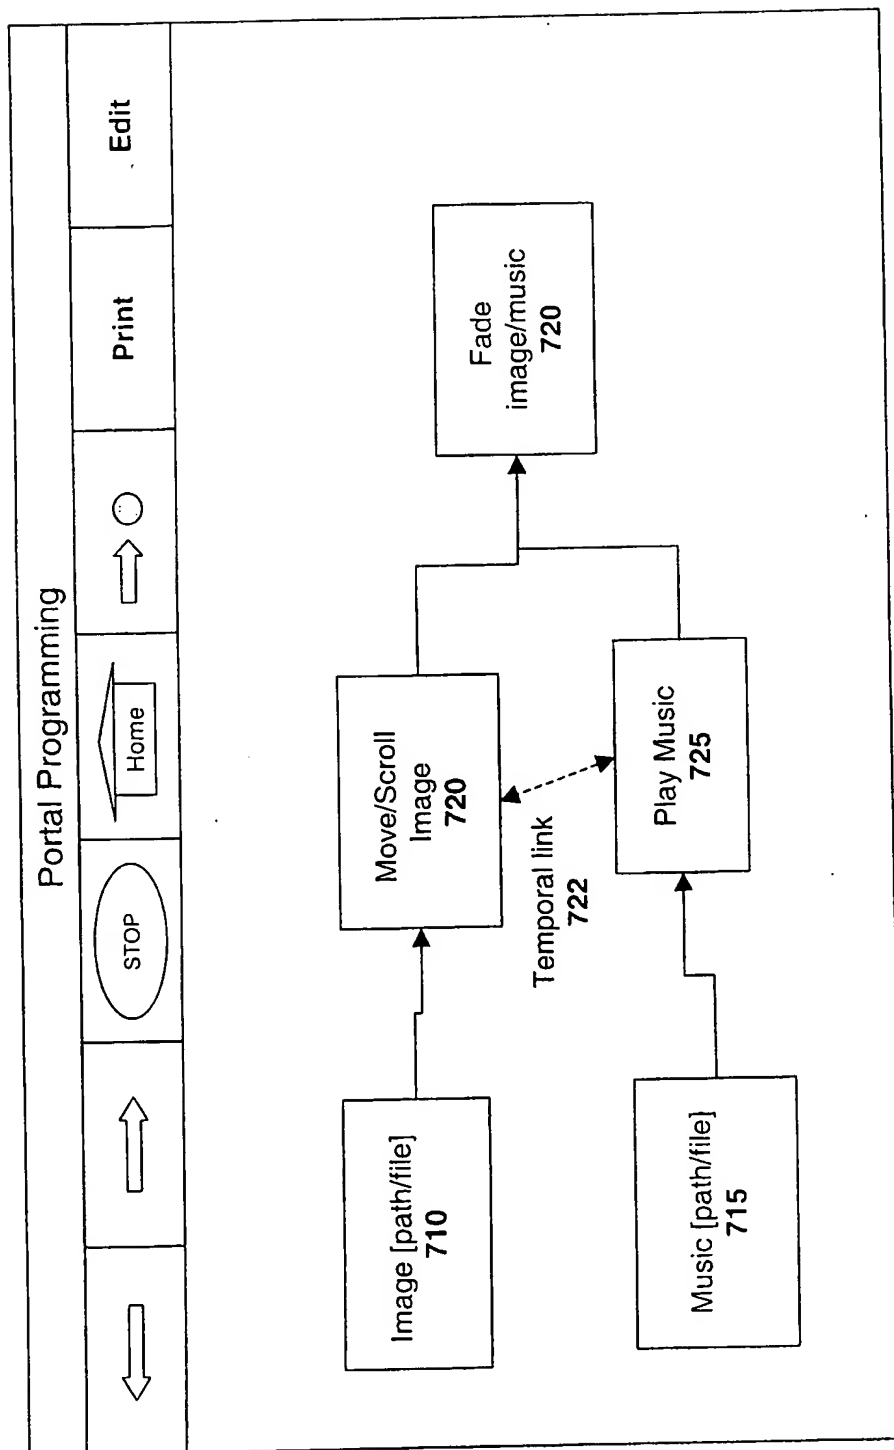 Portal Programming
STOP
Home
Print
Edit
Image [path/file]
710
Move/Scroll
Image
720
Fade
image/music
720
Temporal link
722
Music [path/file]
715
Play Music
725